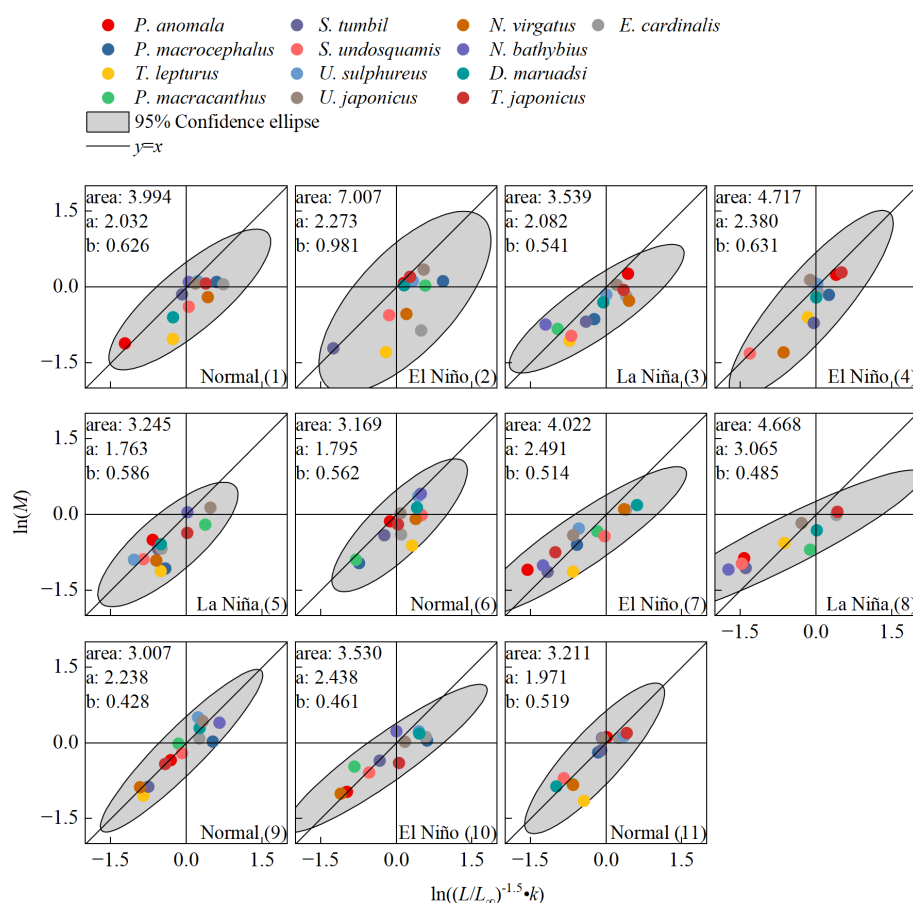 P. anomala S. tumbil N. virgatus E. cardinalis
P. macrocephalus S. undosquamis N. bathybius
T. lepturus U. sulphureus D. maruadsi
P. macracanthus U. japonicus T. japonicus
95% Confidence ellipse
y=x
area: 3.994
a: 2.032
b: 0.626
Normal (1)
area: 7.007
a: 2.273
b: 0.981
El Niño (2)
area: 3.539
a: 2.082
b: 0.541
La Niña (3)
area: 4.717
a: 2.380
b: 0.631
El Niño (4)
1.5
0.0
−1.5
area: 3.245
a: 1.763
b: 0.586
La Niña (5)
area: 3.169
a: 1.795
b: 0.562
Normal (6)
area: 4.022
a: 2.491
b: 0.514
El Niño (7)
area: 4.668
a: 3.065
b: 0.485
La Niña (8)
1.5
0.0
−1.5
−1.5 0.0 1.5
ln(M)
area: 3.007
a: 2.238
b: 0.428
Normal (9)
area: 3.530
a: 2.438
b: 0.461
El Niño (10)
area: 3.211
a: 1.971
b: 0.519
Normal (11)
1.5
0.0
−1.5
−1.5 0.0 1.5 −1.5 0.0 1.5 −1.5 0.0 1.5
ln((L/L∞)⁻¹·⁵•k)